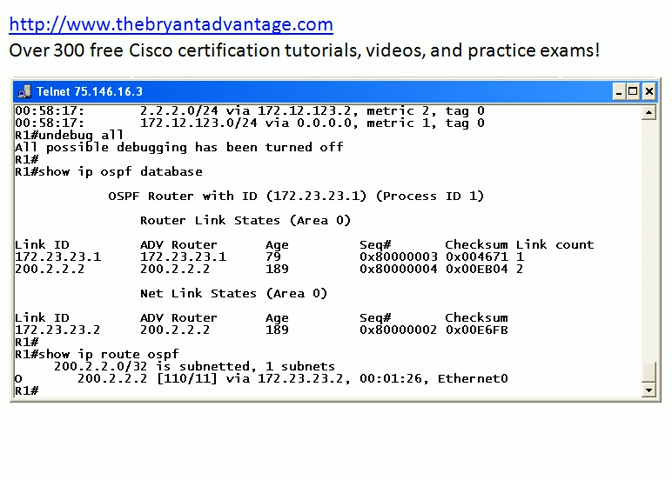 http://www.thebryantadvantage.com
Over 300 free Cisco certification tutorials, videos, and practice exams!
Telnet 75.146.16.3
00:58:17: 2.2.2.0/24 via 172.12.123.2, metric 2, tag 0
00:58:17: 172.12.123.0/24 via 0.0.0.0, metric 1, tag 0
R1#undebug all
All possible debugging has been turned off
R1#
R1#show ip ospf database
OSPF Router with ID (172.23.23.1) (Process ID 1)
Router Link States (Area 0)
Link ID ADV Router Age Seq# Checksum Link count
172.23.23.1 172.23.23.1 79 0x80000003 0x004671 1
200.2.2.2 200.2.2.2 189 0x80000004 0x00EB04 2
Net Link States (Area 0)
Link ID ADV Router Age Seq# Checksum
172.23.23.2 200.2.2.2 189 0x80000002 0x00E6FB
R1#
R1#show ip route ospf
200.2.2.0/32 is subnetted, 1 subnets
O 200.2.2.2 [110/11] via 172.23.23.2, 00:01:26, Ethernet0
R1#